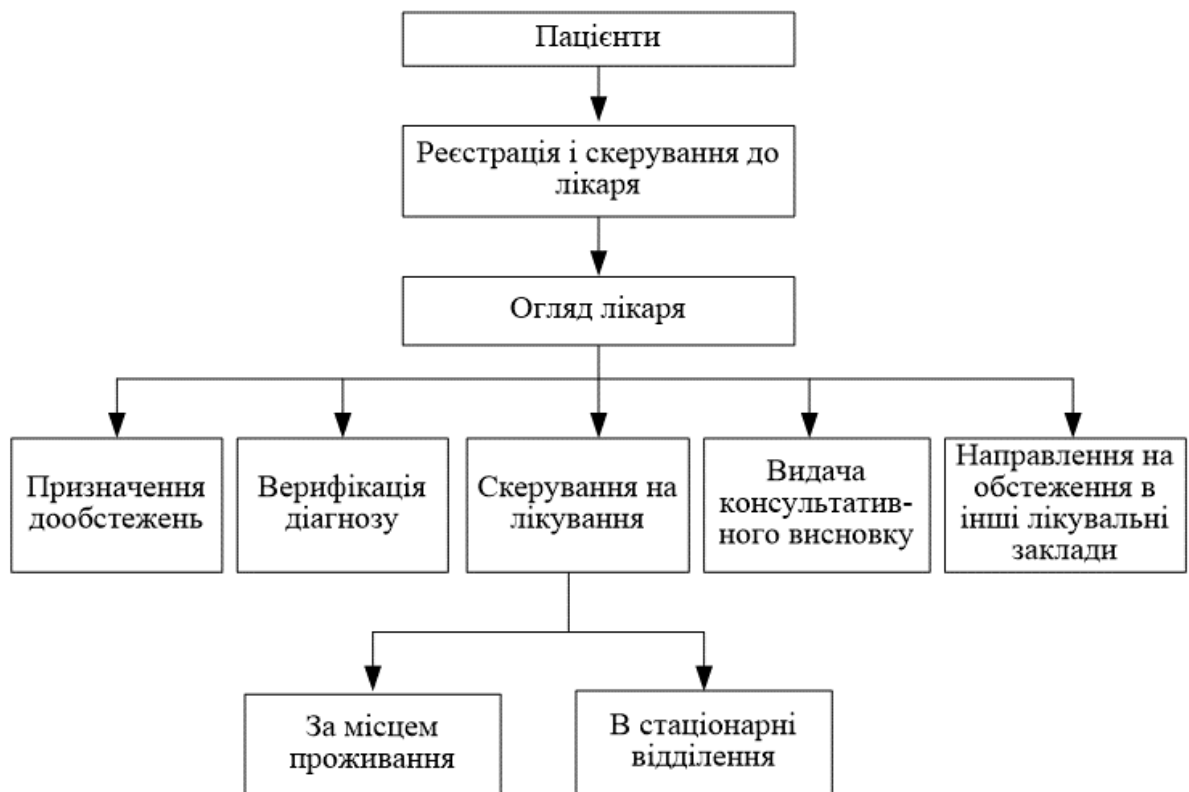 Пацієнти
Реєстрація і скерування до
лікаря
Огляд лікаря
Призначення
дообстежень
Верифікація
діагнозу
Скерування на
лікування
Видача
консультатив-
ного висновку
Направлення на
обстеження в
інші лікувальні
заклади
За місцем
проживання
В стаціонарні
відділення